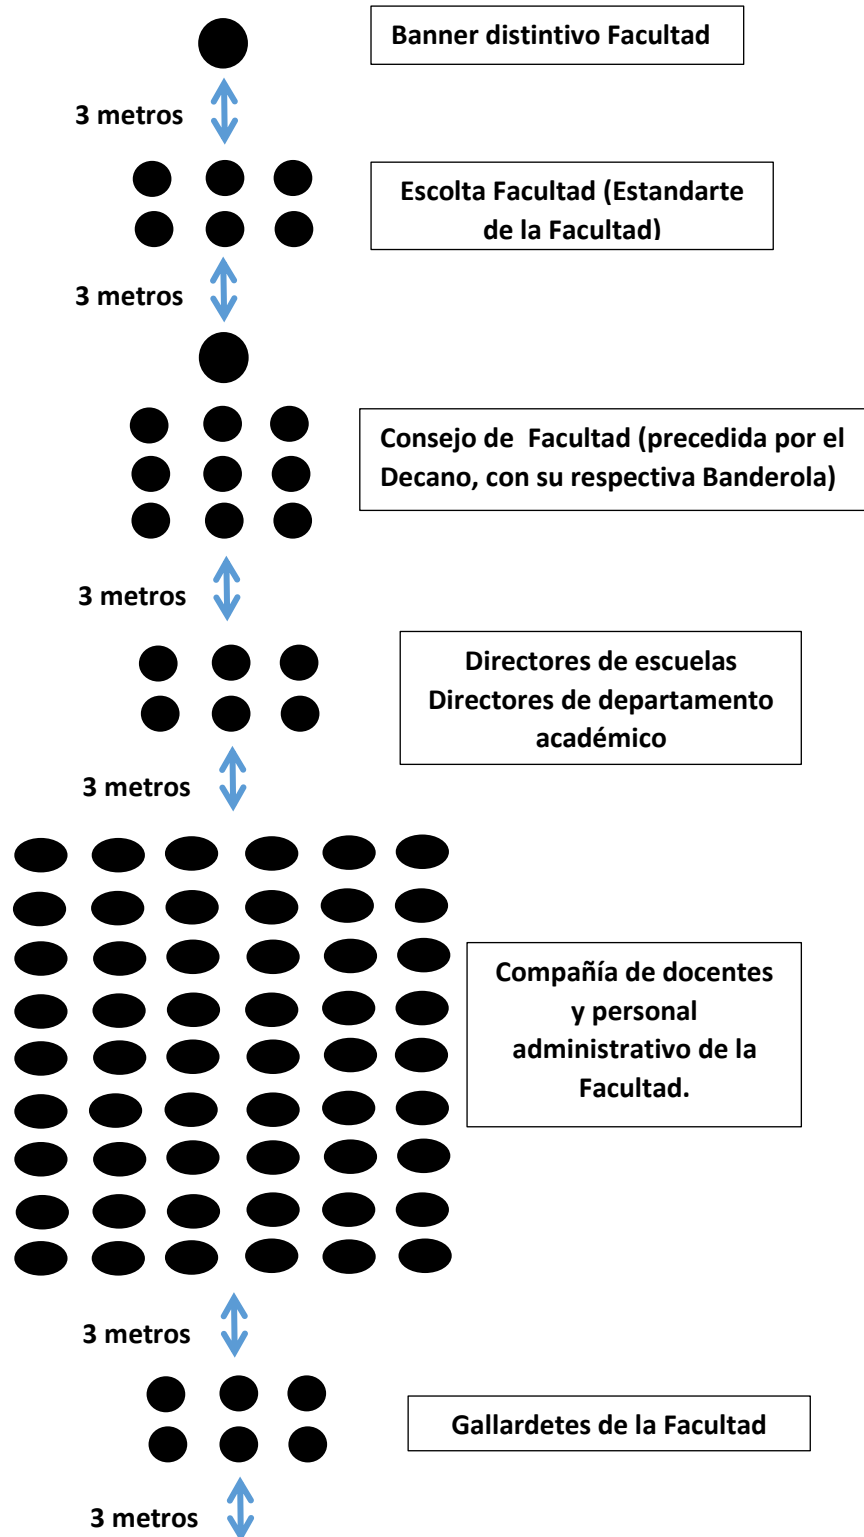 Banner distintivo Facultad
3 metros
Escolta Facultad (Estandarte
de la Facultad)
3 metros
Consejo de Facultad (precedida por el
Decano, con su respectiva Banderola)
3 metros
Directores de escuelas
Directores de departamento
académico
3 metros
Compañía de docentes
y personal
administrativo de la
Facultad.
3 metros
Gallardetes de la Facultad
3 metros